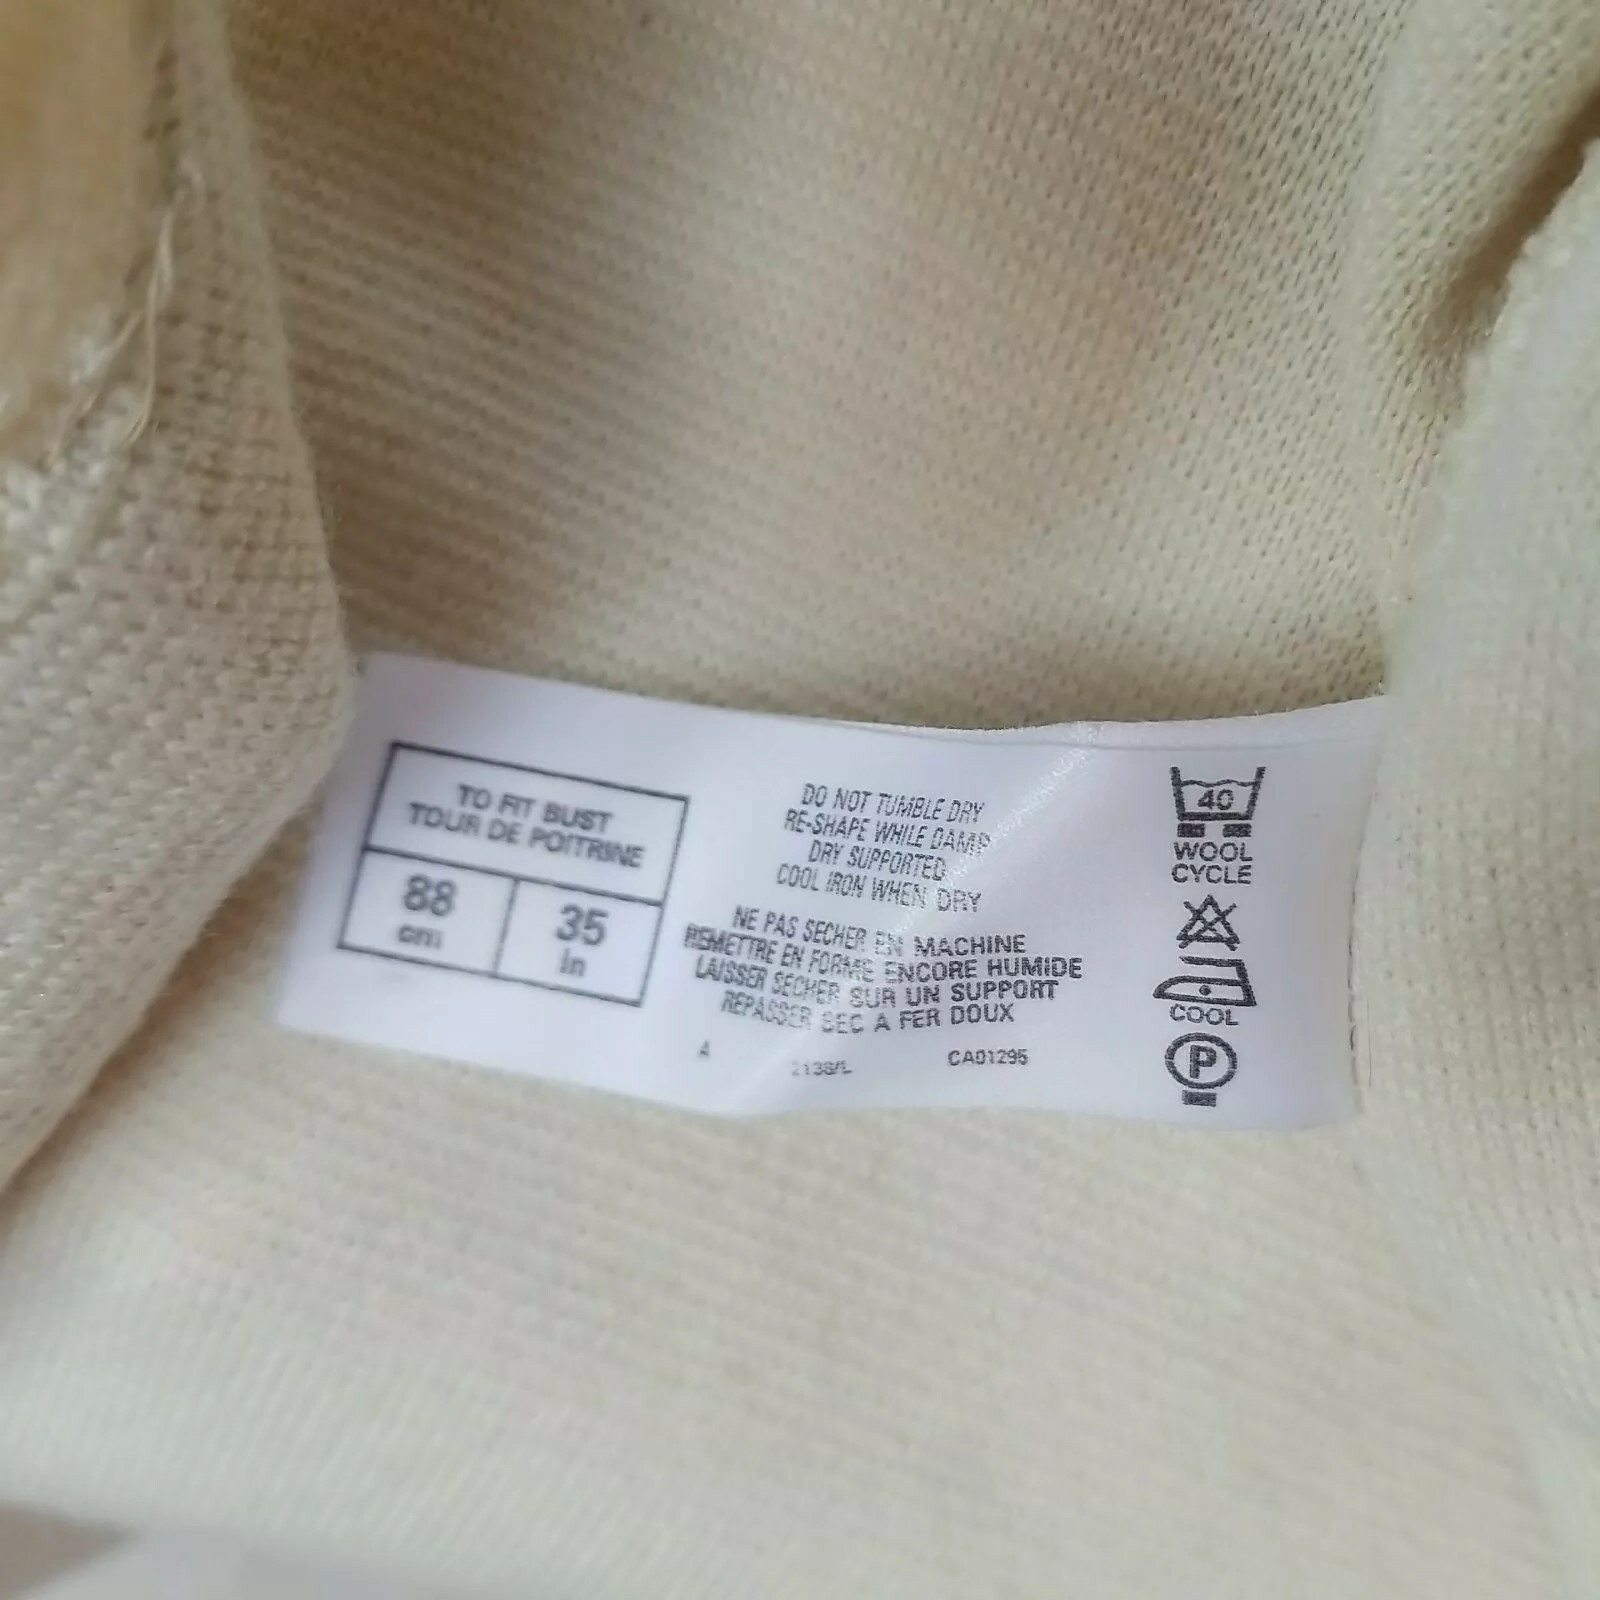 TO FIT BUST
TOUR DE POITRINE
88
cm
35
in
DO NOT TUMBLE DRY
RE-SHAPE WHILE DAMP
DRY SUPPORTED
COOL IRON WHEN DRY
NE PAS SECHER EN MACHINE
REMETTRE EN FORME ENCORE HUMIDE
LAISSER SECHER SUR UN SUPPORT
REPASSER SEC A FER DOUX
A
CA01295
40
WOOL
CYCLE
COOL
P